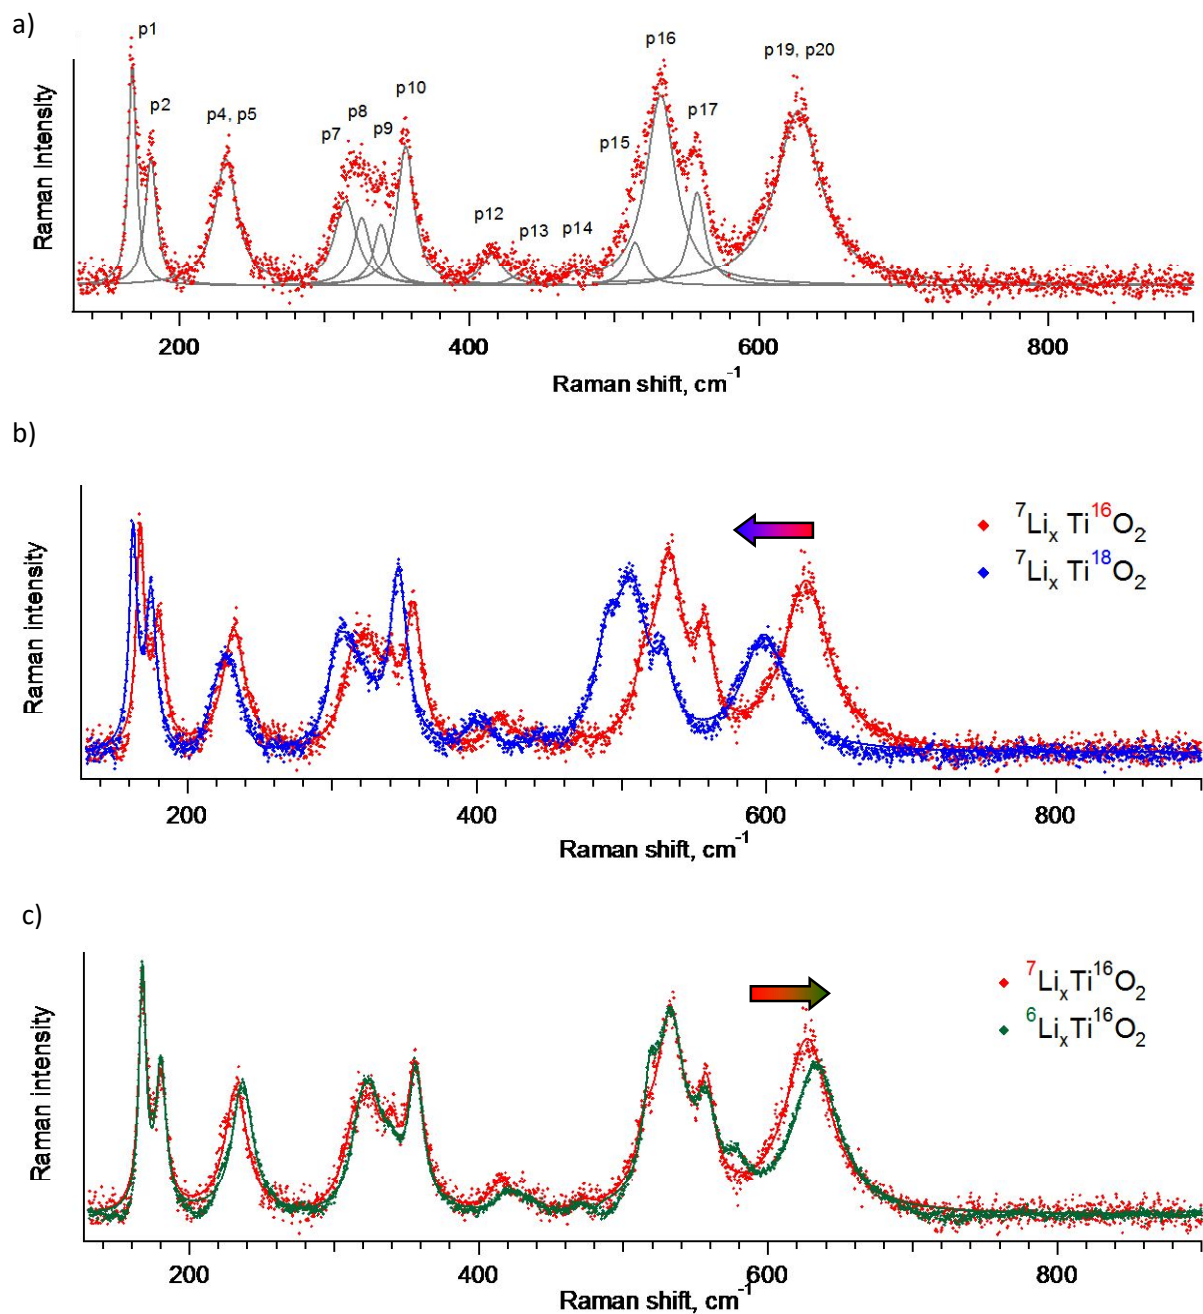 a)
p1
p2
p4, p5
p7
p8
p9
p10
p12
p13
p14
p15
p16
p17
p19, p20
Raman Intensity
200
400
600
800
Raman shift, cm⁻¹
b)
⁷Liₓ Ti¹⁶O₂
⁷Liₓ Ti¹⁸O₂
Raman intensity
200
400
600
800
Raman shift, cm⁻¹
c)
⁷LiₓTi¹⁶O₂
⁶LiₓTi¹⁶O₂
Raman intensity
200
400
600
800
Raman shift, cm⁻¹